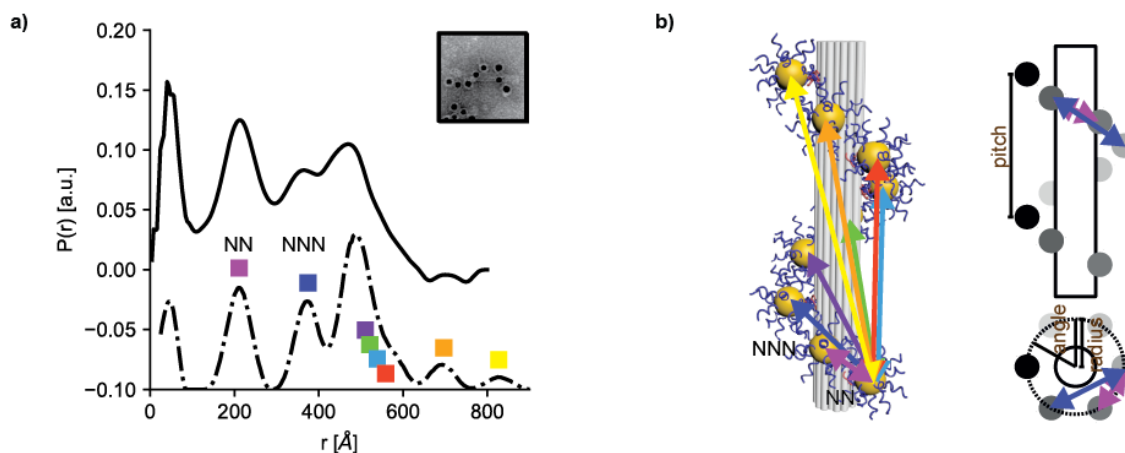 a)
0.20
0.15
0.10
0.05
0.00
−0.05
−0.10
P(r) [a.u.]
NN
NNN
0
200
400
600
800
r [Å]
b)
NNN
NN
pitch
angle
radius